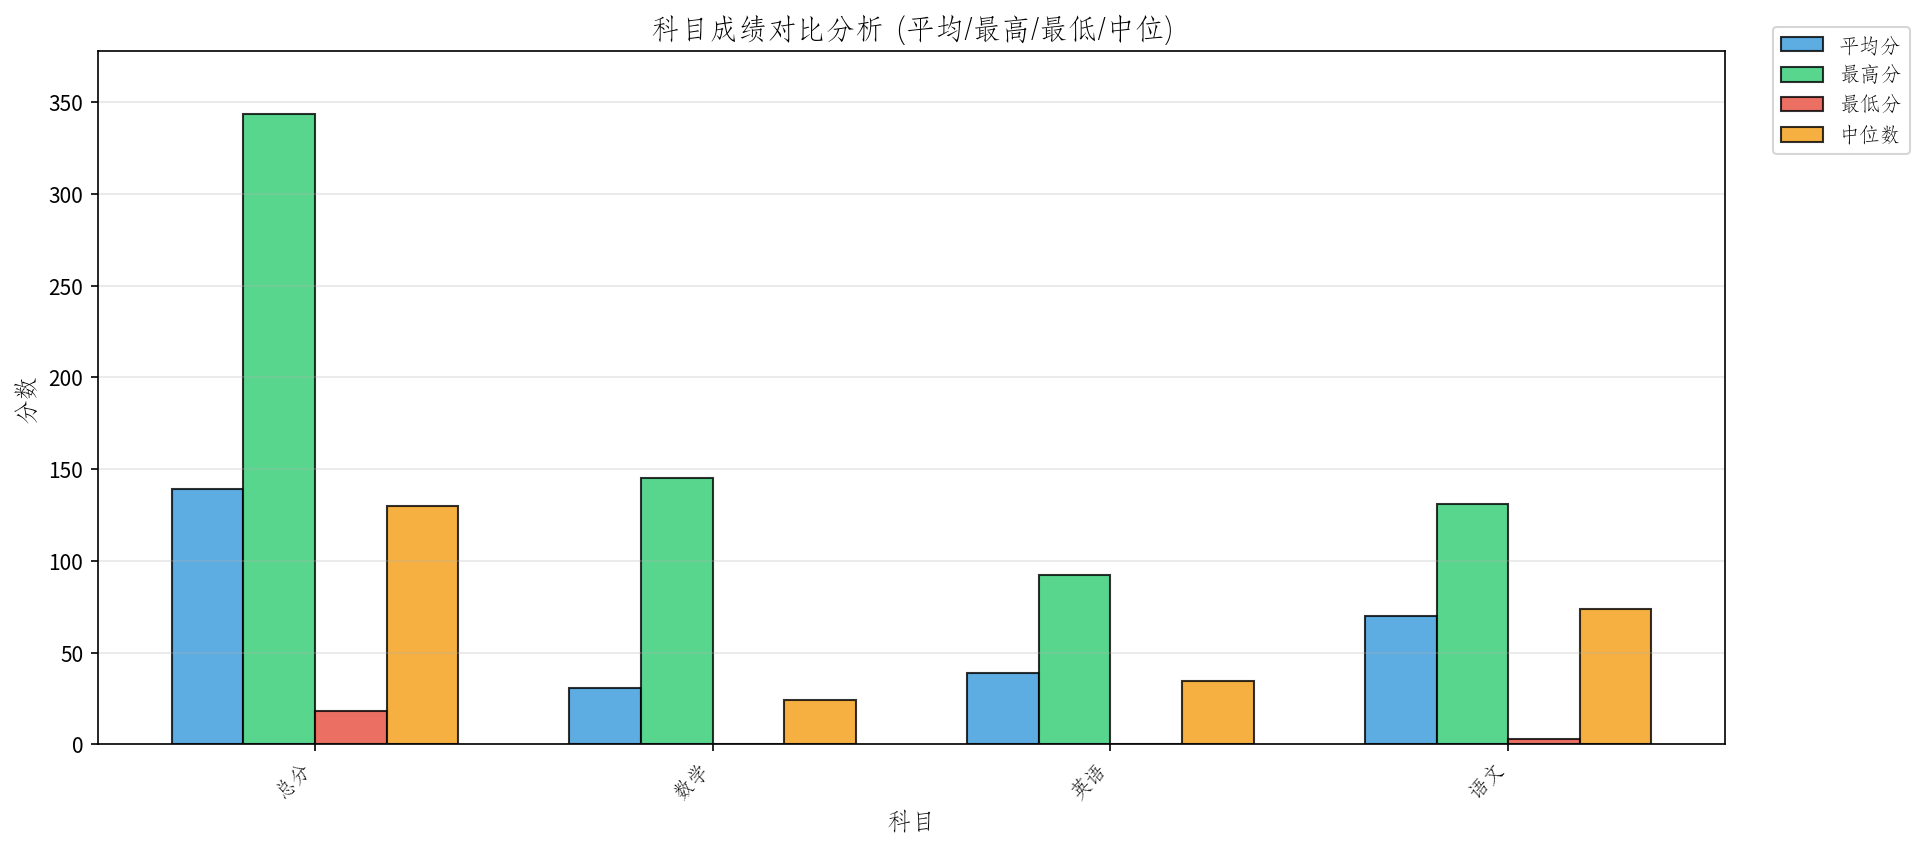 科目成绩对比分析 (平均/最高/最低/中位)
平均分
最高分
最低分
中位数
分数
350
300
250
200
150
100
50
0
总分
数学
英语
语文
科目